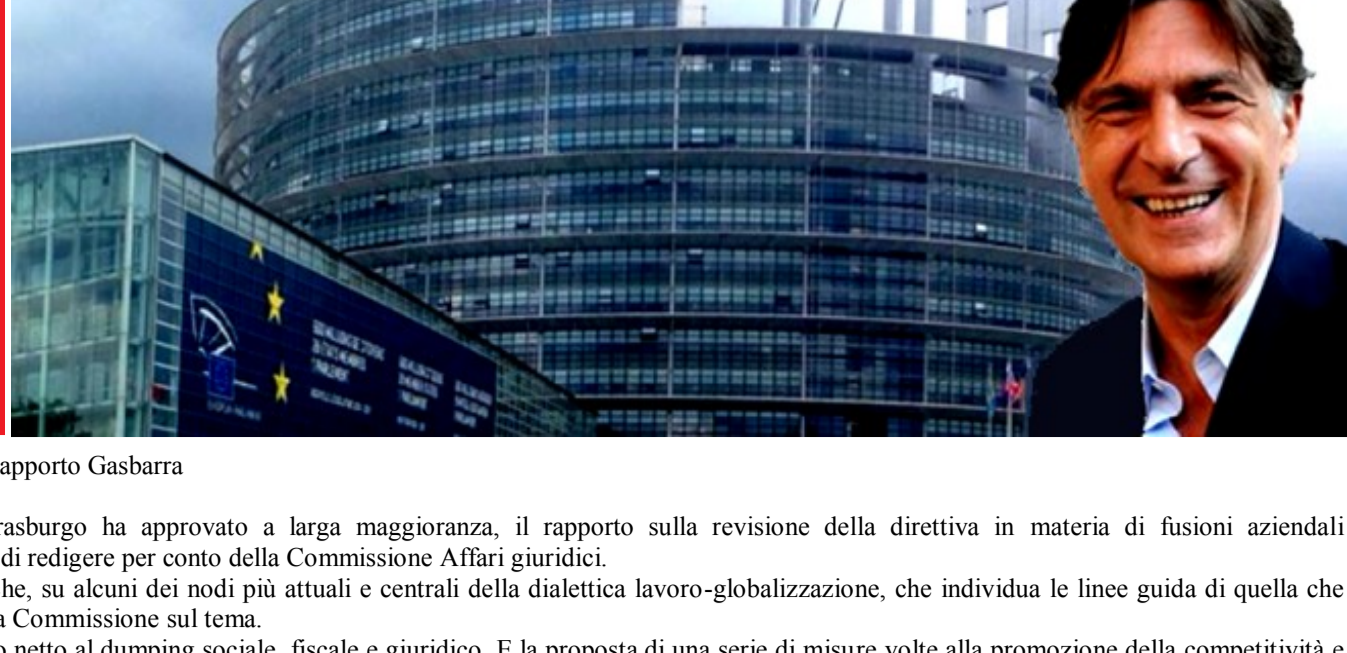 apporto Gasbarra
rasburgo ha approvato a larga maggioranza, il rapporto sulla revisione della direttiva in materia di fusioni aziendali
di redigere per conto della Commissione Affari giuridici.
he, su alcuni dei nodi più attuali e centrali della dialettica lavoro-globalizzazione, che individua le linee guida di quella che
a Commissione sul tema.
o netto al dumping sociale, fiscale e giuridico. E la proposta di una serie di misure volte alla promozione della competitività e